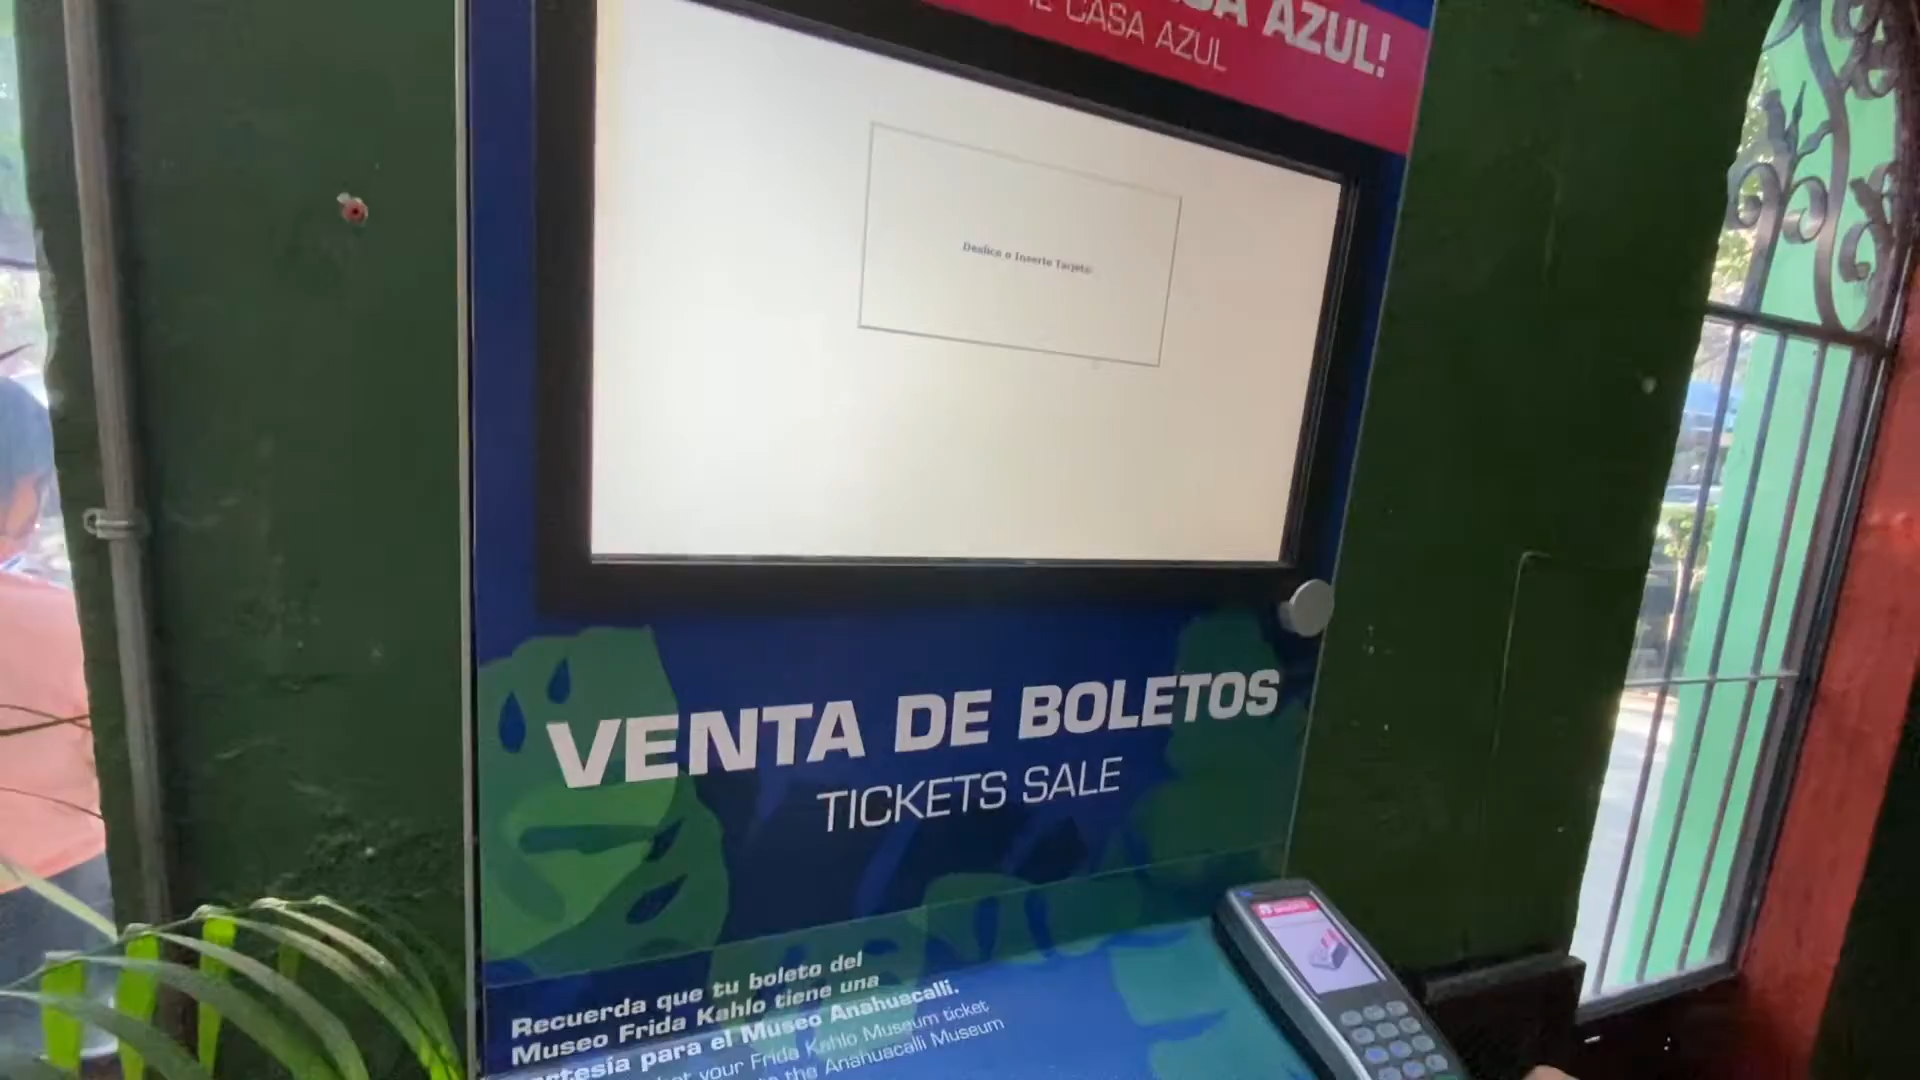 AZUL!
CASA AZUL
Deslice o Inserte Tarjeta
VENTA DE BOLETOS
TICKETS SALE
Recuerda que tu boleto del
Museo Frida Kahlo tiene una
para el Museo Anahuacalli.
your Frida Kahlo Museum ticket
the Anahuacalli Museum